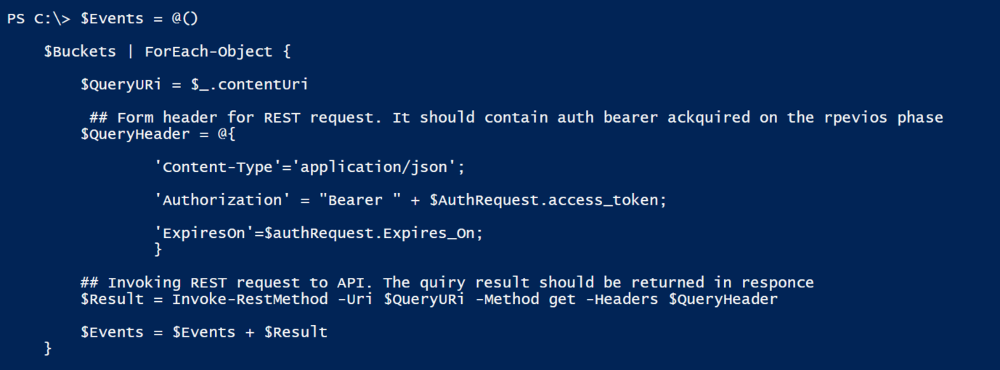 PS C:\> $Events = @()
$Buckets | ForEach-Object {
$QueryURi = $_.contentUri
## Form header for REST request. It should contain auth bearer ackquired on the rpevios phase
$QueryHeader = @{
'Content-Type'='application/json';
'Authorization' = "Bearer " + $AuthRequest.access_token;
'ExpiresOn'=$authRequest.Expires_On;
}
## Invoking REST request to API. The quiry result should be returned in responce
$Result = Invoke-RestMethod -Uri $QueryURi -Method get -Headers $QueryHeader
$Events = $Events + $Result
}